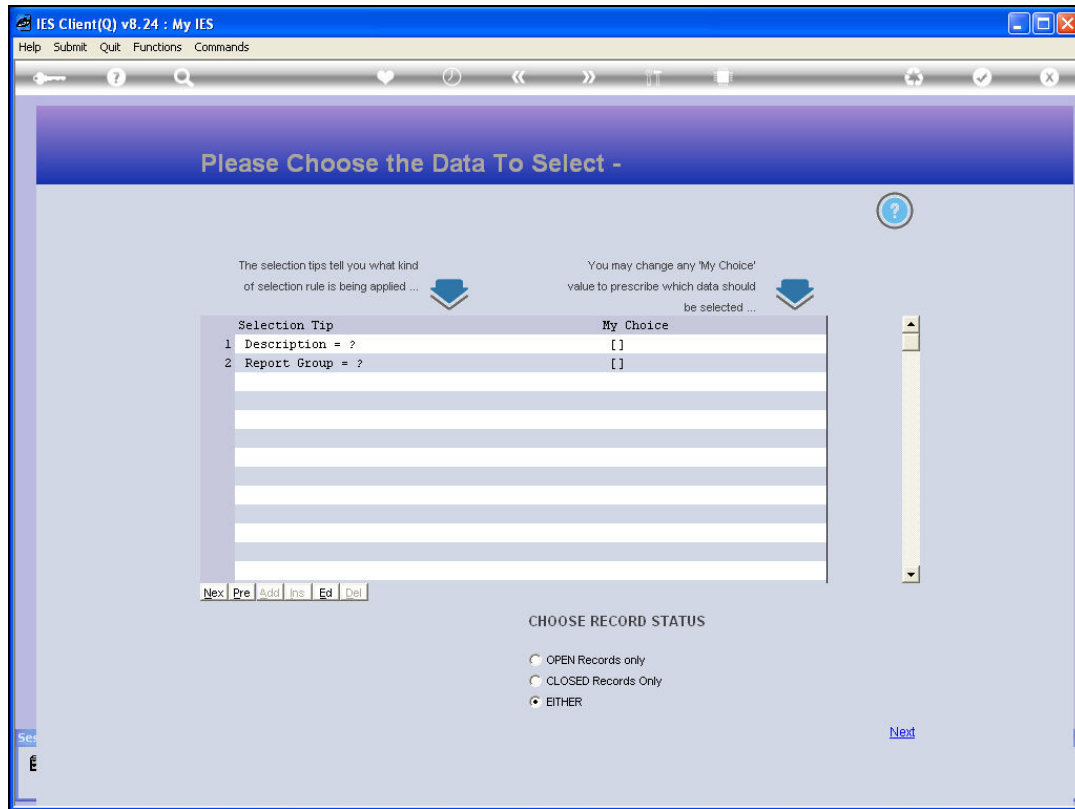 IES Client(Q) v8.24 : My IES
Help Submit Quit Functions Commands
Please Choose the Data To Select -
The selection tips tell you what kind
of selection rule is being applied ...
You may change any 'My Choice'
value to prescribe which data should
be selected ...
Selection Tip My Choice
1 Description = ? []
2 Report Group = ? []
Nex Pre Add Ins Ed Del
CHOOSE RECORD STATUS
OPEN Records only
CLOSED Records Only
EITHER
Next
Ses